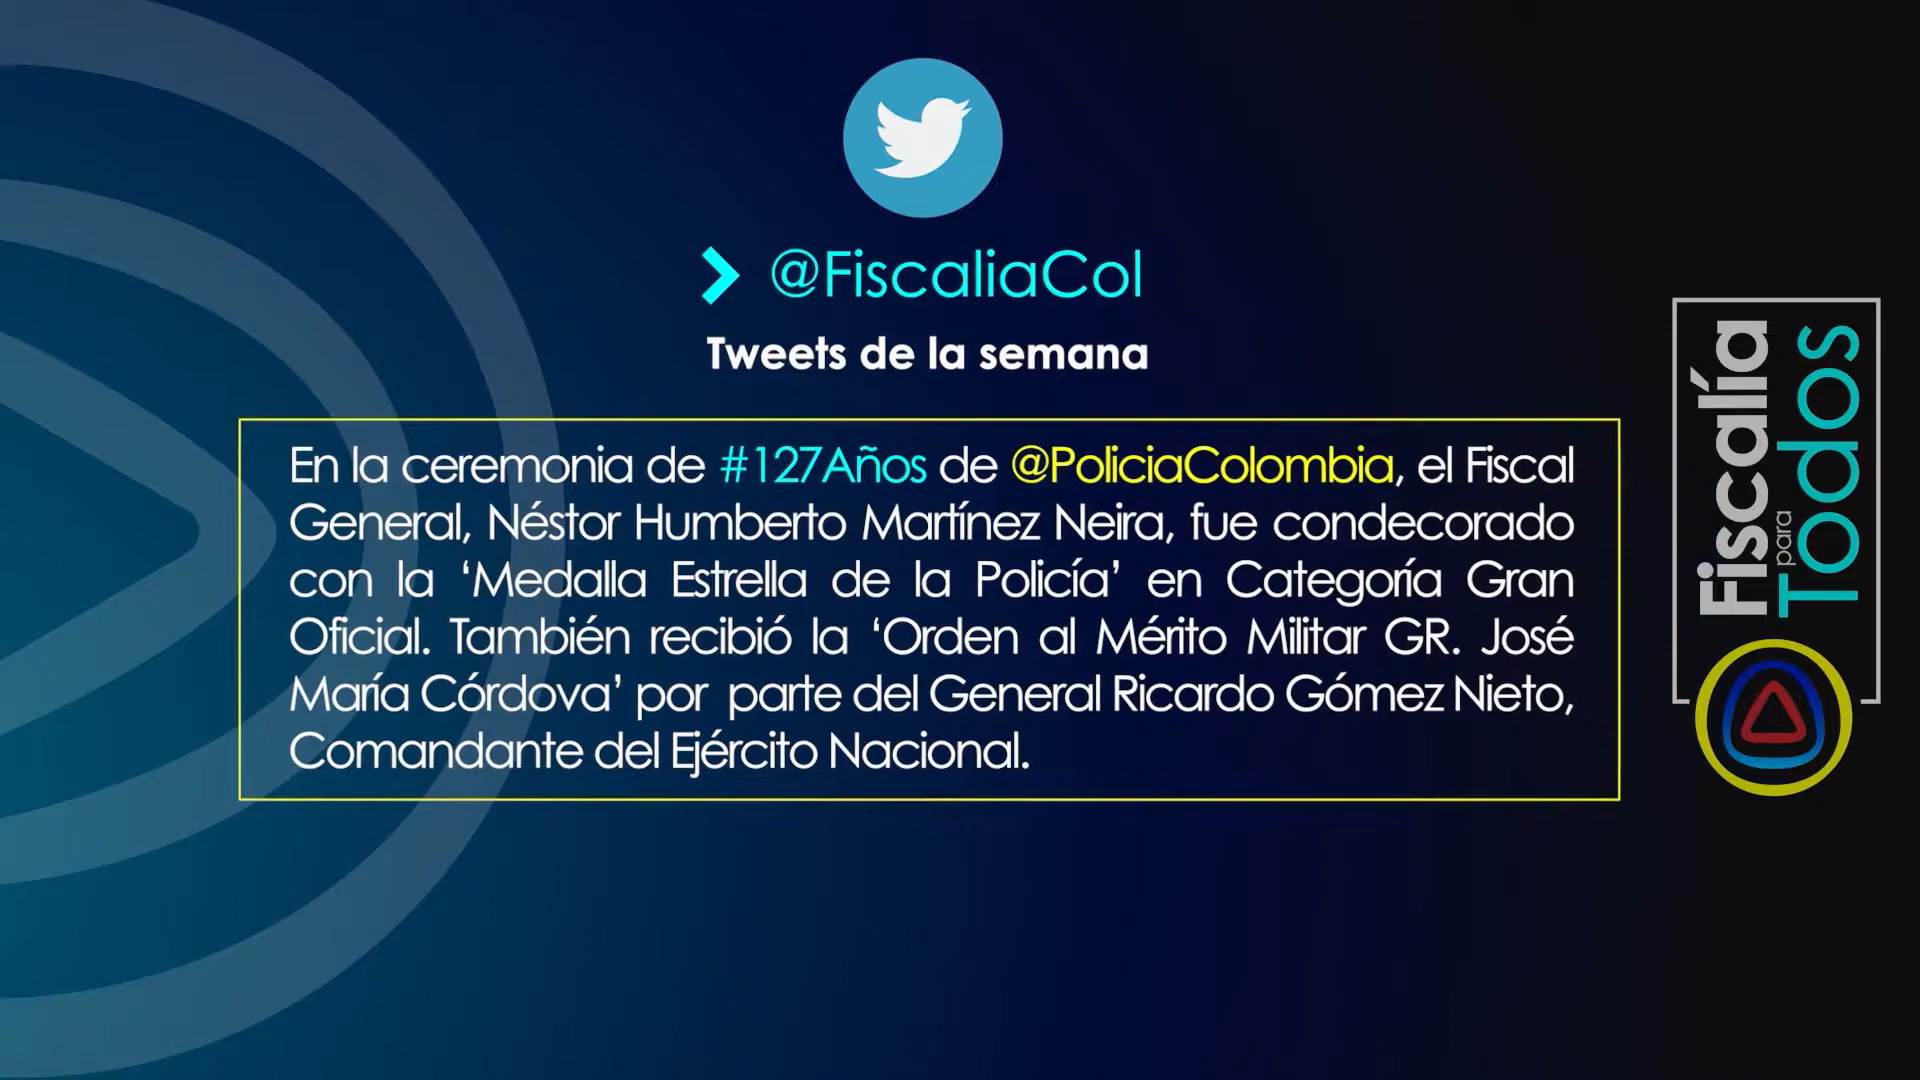 @FiscaliaCol
Tweets de la semana
En la ceremonia de #127Años de @PoliciaColombia, el Fiscal
General, Néstor Humberto Martínez Neira, fue condecorado
con la ‘Medalla Estrella de la Policía’ en Categoría Gran
Oficial. También recibió la ‘Orden al Mérito Militar GR. José
María Córdova’ por parte del General Ricardo Gómez Nieto,
Comandante del Ejército Nacional.
Fiscalía
para
Todos